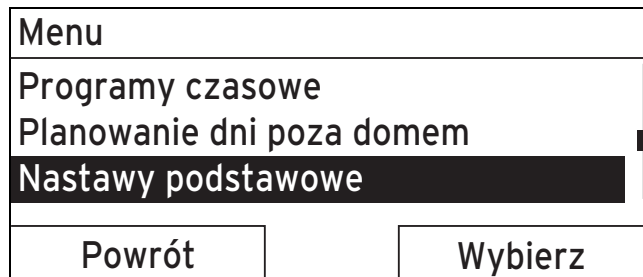 Menu
Programy czasowe
Planowanie dni poza domem
Nastawy podstawowe
Powrót
Wybierz